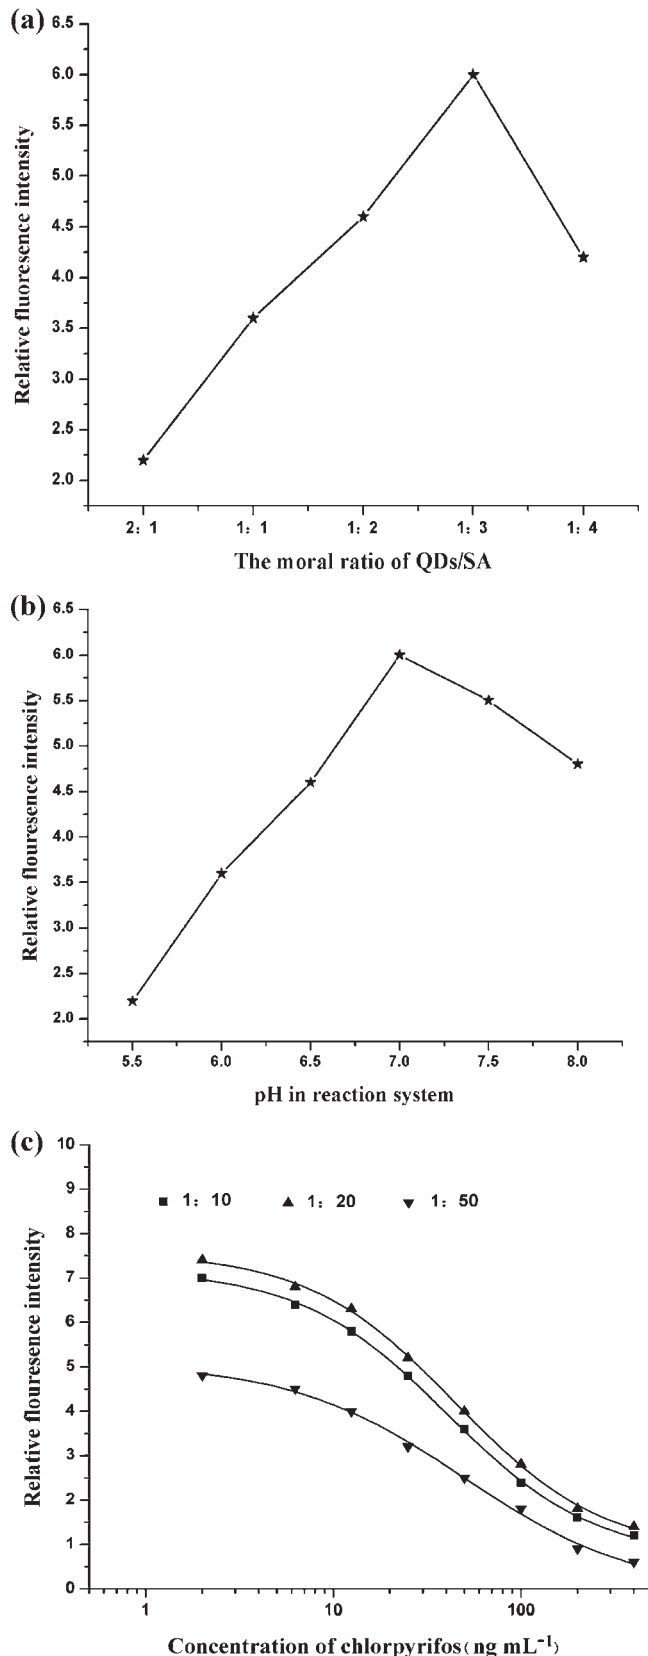 (a)
6.5
6.0
5.5
5.0
4.5
4.0
3.5
3.0
2.5
2.0
Relative fluoresence intensity
2: 1 1: 1 1: 2 1: 3 1: 4
The moral ratio of QDs/SA
(b)
6.5
6.0
5.5
5.0
4.5
4.0
3.5
3.0
2.5
2.0
Relative flouresence intensity
5.5 6.0 6.5 7.0 7.5 8.0
pH in reaction system
(c)
10
9
8
7
6
5
4
3
2
1
0
Relative flouresence intensity
1: 10 1: 20 1: 50
1 10 100
Concentration of chlorpyrifos( ng mL⁻¹)